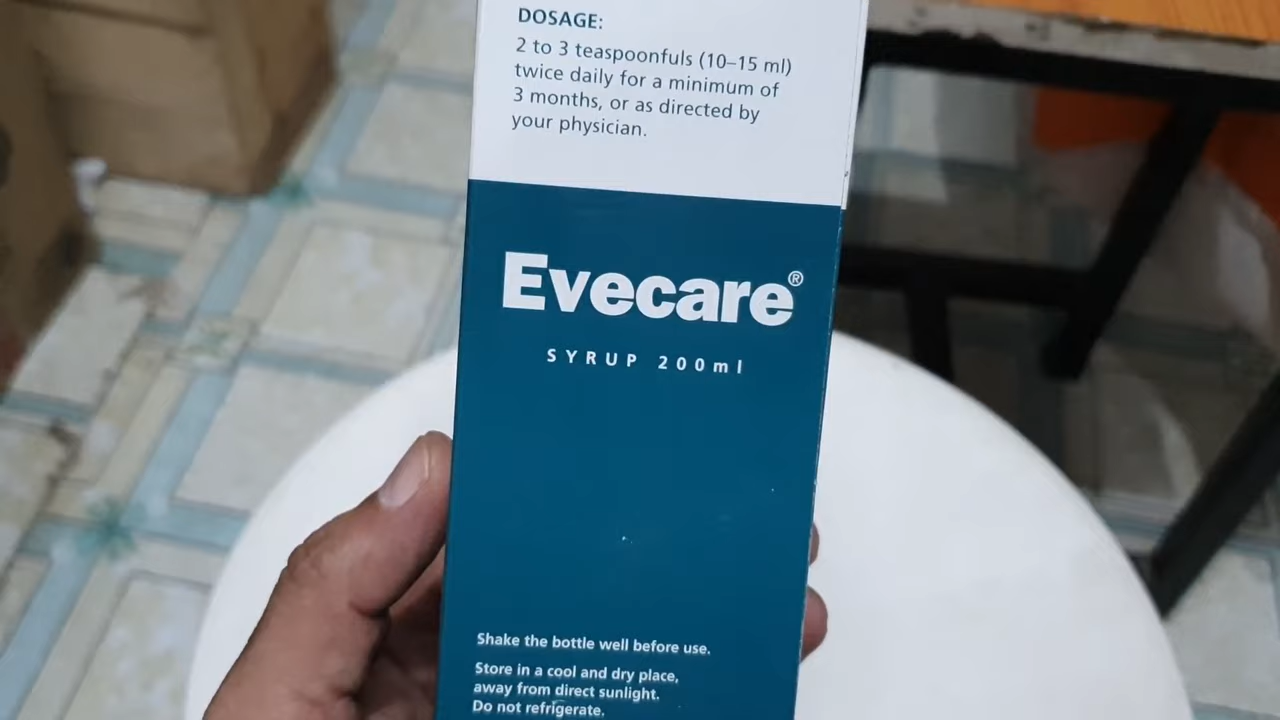 DOSAGE:
2 to 3 teaspoonfuls (10–15 ml)
twice daily for a minimum of
3 months, or as directed by
your physician.
Evecare®
SYRUP 200ml
Shake the bottle well before use.
Store in a cool and dry place,
away from direct sunlight.
Do not refrigerate.